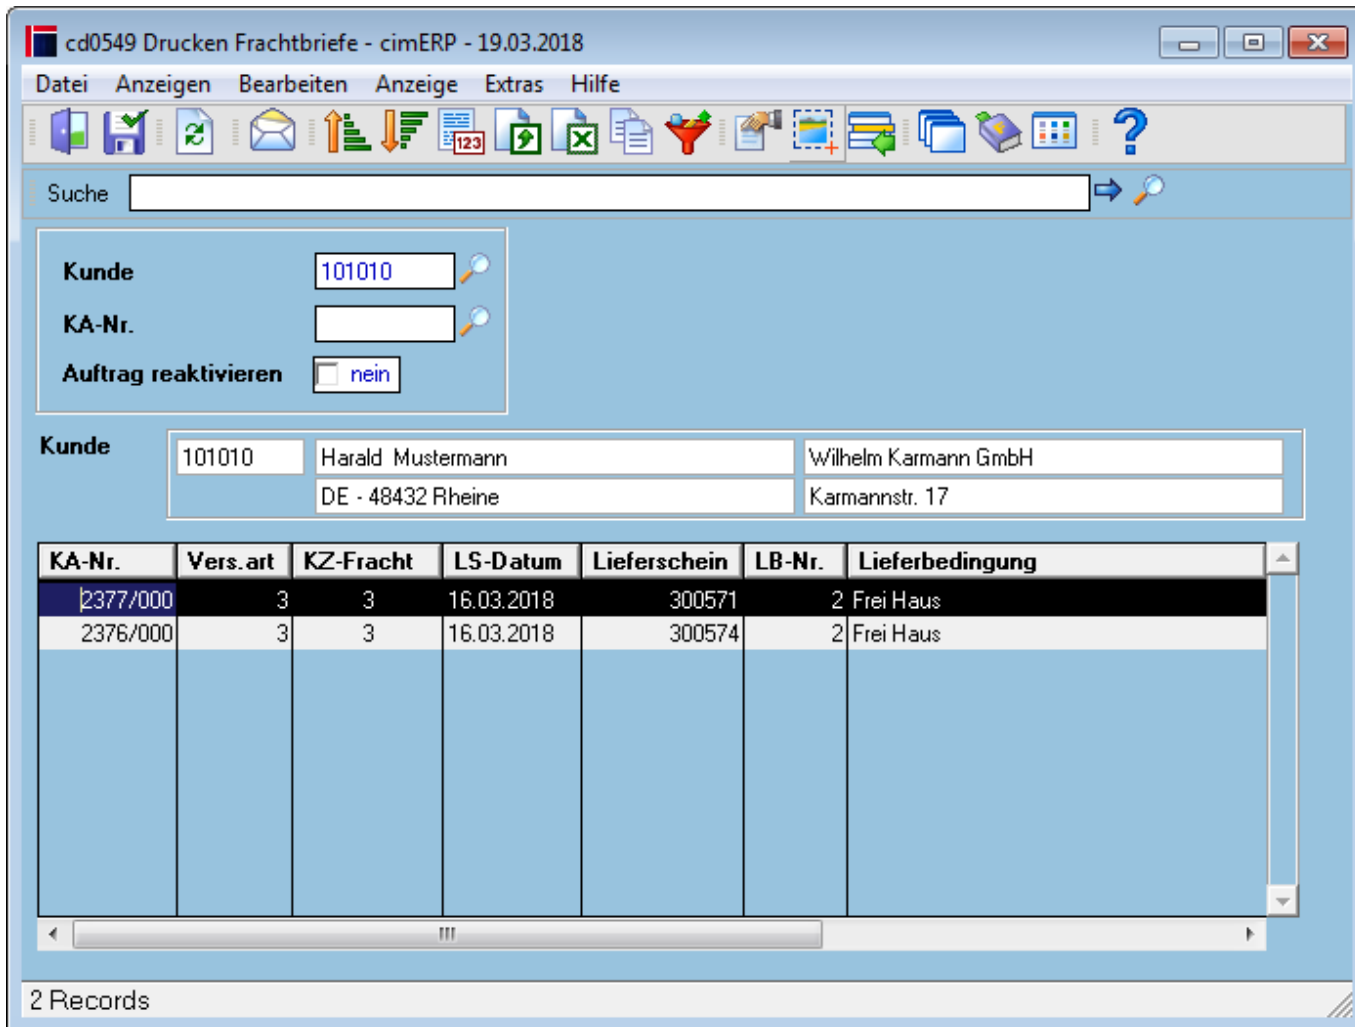 cd0549 Drucken Frachtbriefe - cimERP - 19.03.2018
Datei Anzeigen Bearbeiten Anzeige Extras Hilfe
123
Suche
Kunde 101010
KA-Nr.
Auftrag reaktivieren nein
Kunde 101010 Harald Mustermann Wilhelm Karmann GmbH
DE - 48432 Rheine Karmannstr. 17
KA-Nr. Vers.art KZ-Fracht LS-Datum Lieferschein LB-Nr. Lieferbedingung
2377/000 3 3 16.03.2018 300571 2 Frei Haus
2376/000 3 3 16.03.2018 300574 2 Frei Haus
2 Records